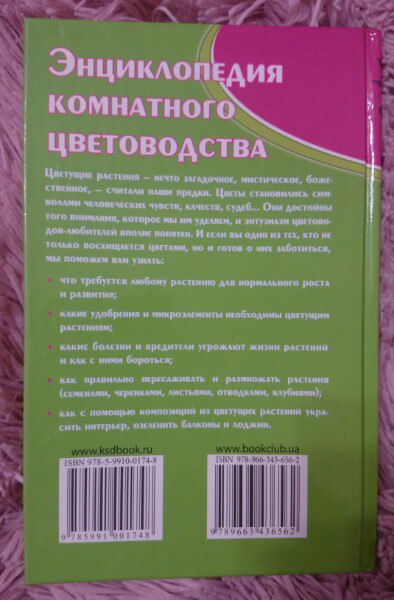 Энциклопедия
комнатного
цветоводства
Цветущие растения — нечто загадочное, мистическое, боже-
ственное, — считали наши предки. Цветы становились сим-
волами человеческих чувств, качеств, судеб... Они достойны
того внимания, которое мы им уделяем, и энтузиазм цветово-
дов-любителей вполне понятен. И если вы один из тех, кто не
только восхищается цветами, но и готов о них заботиться,
мы поможем вам узнать:
• что требуется любому растению для нормального роста
и развития;
• какие удобрения и микроэлементы необходимы цветущим
растениям;
• какие болезни и вредители угрожают жизни растений
и как с ними бороться;
• как правильно пересаживать и размножать растения
(семенами, черенками, листьями, отводками, клубнями);
• как с помощью композиций из цветущих растений укра-
сить интерьер, озеленить балконы и лоджии.
www.ksdbook.ru
ISBN 978-5-9910-0174-8
9 785991 001748
www.bookclub.ua
ISBN 978-966-343-656-2
9 789663 436562